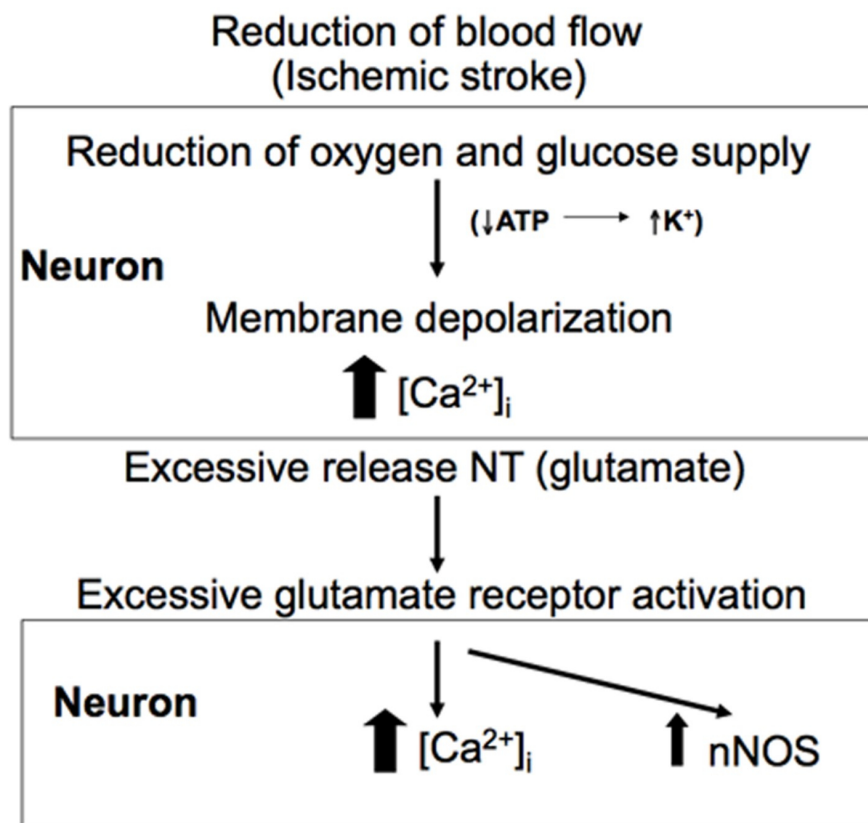 Reduction of blood flow
(Ischemic stroke)
Reduction of oxygen and glucose supply
(↓ATP → ↑K⁺)
Neuron
Membrane depolarization
[Ca²⁺]ᵢ
Excessive release NT (glutamate)
Excessive glutamate receptor activation
Neuron
[Ca²⁺]ᵢ
nNOS